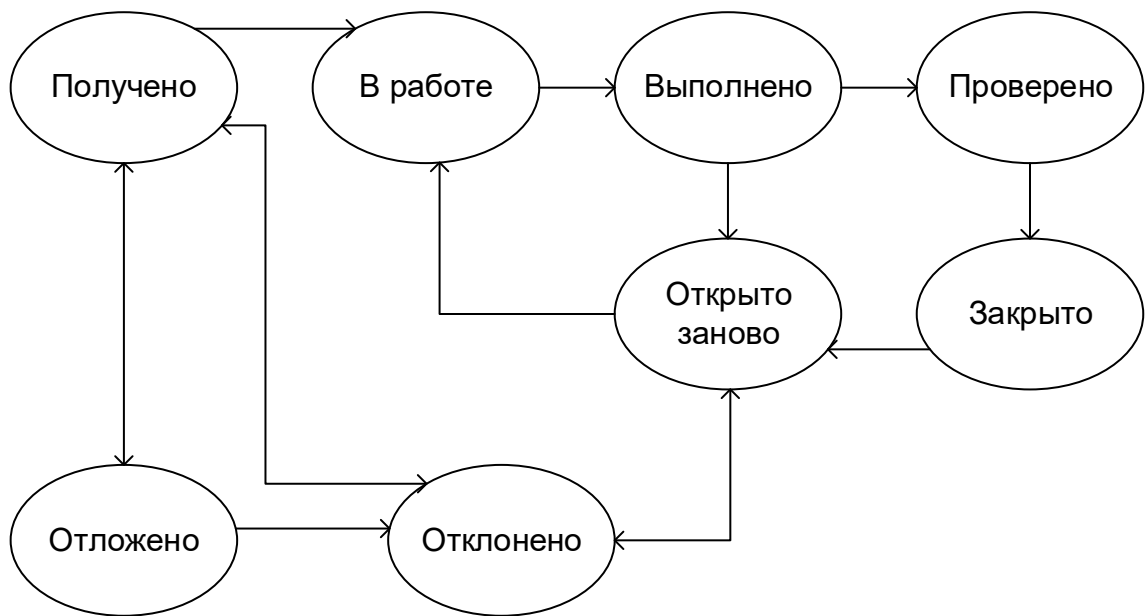 Получено
В работе
Выполнено
Проверено
Открыто
заново
Закрыто
Отложено
Отклонено